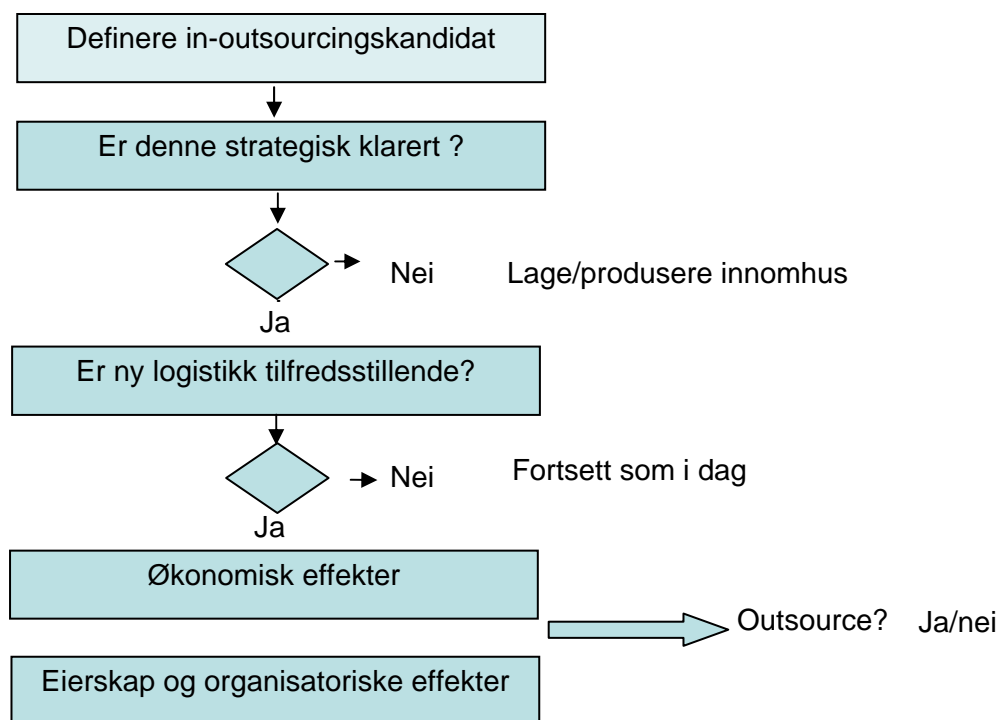 Definere in-outsourcingskandidat
Er denne strategisk klarert ?
Nei Lage/produsere innomhus
Ja
Er ny logistikk tilfredsstillende?
Nei Fortsett som i dag
Ja
Økonomisk effekter
Outsource? Ja/nei
Eierskap og organisatoriske effekter